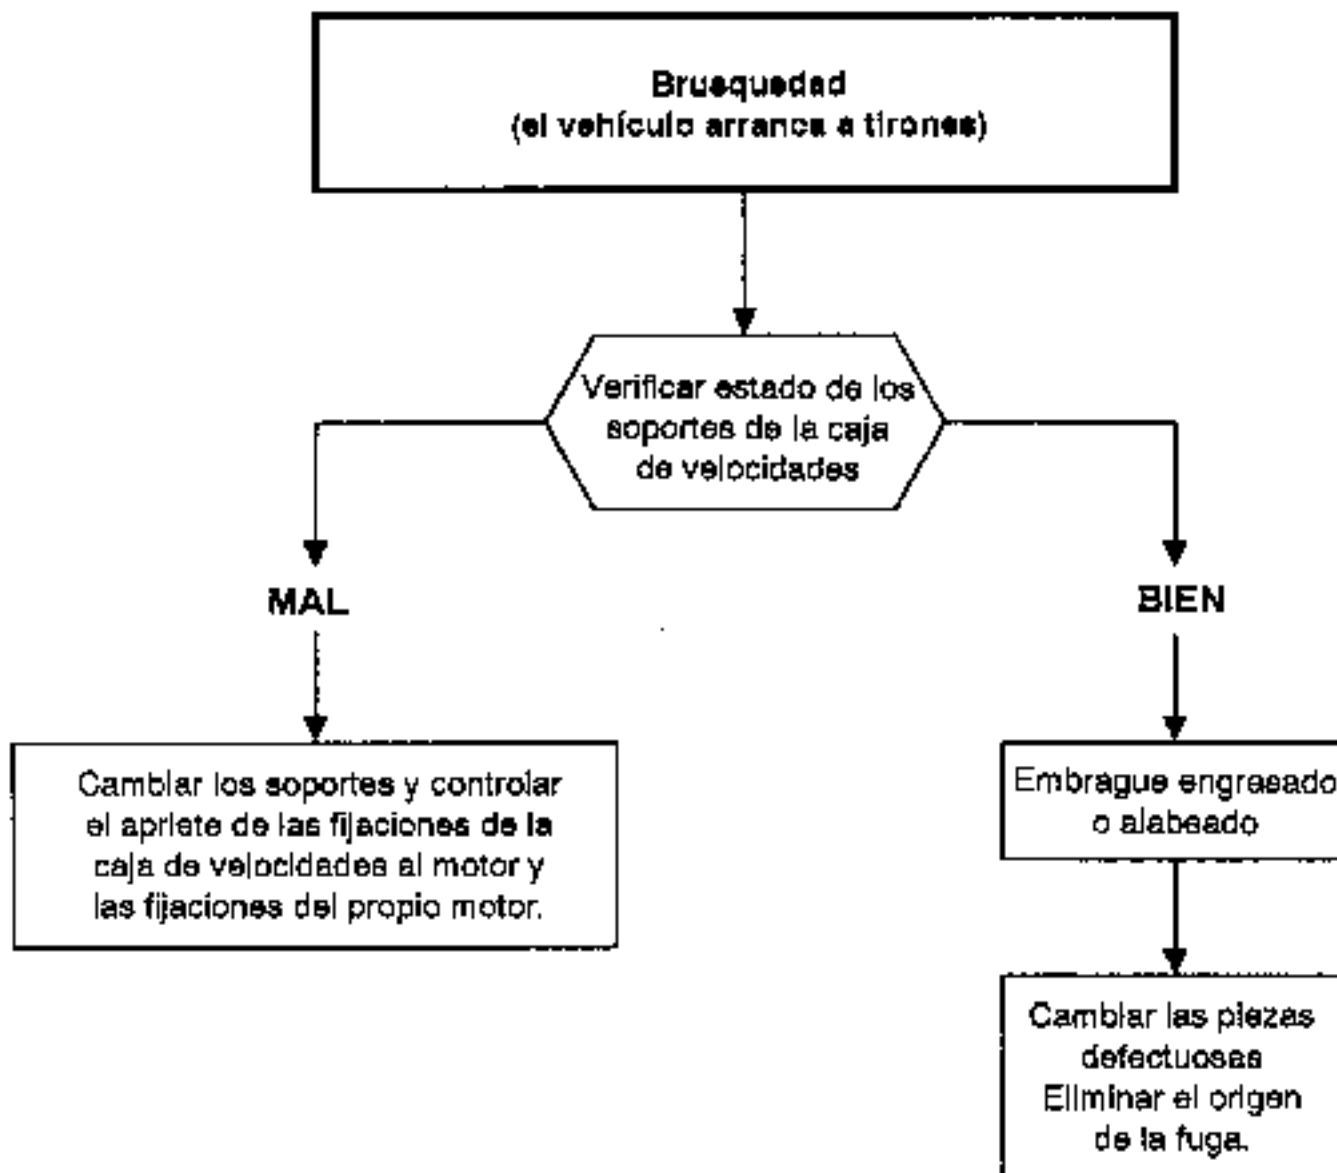 Brusquedad
(el vehículo arranca a tirones)
Verificar estado de los
soportes de la caja
de velocidades
MAL
BIEN
Cambiar los soportes y controlar
el apriete de las fijaciones de la
caja de velocidades al motor y
las fijaciones del propio motor.
Embrague engrasado
o alabeado
Cambiar las piezas
defectuosas
Eliminar el origen
de la fuga.